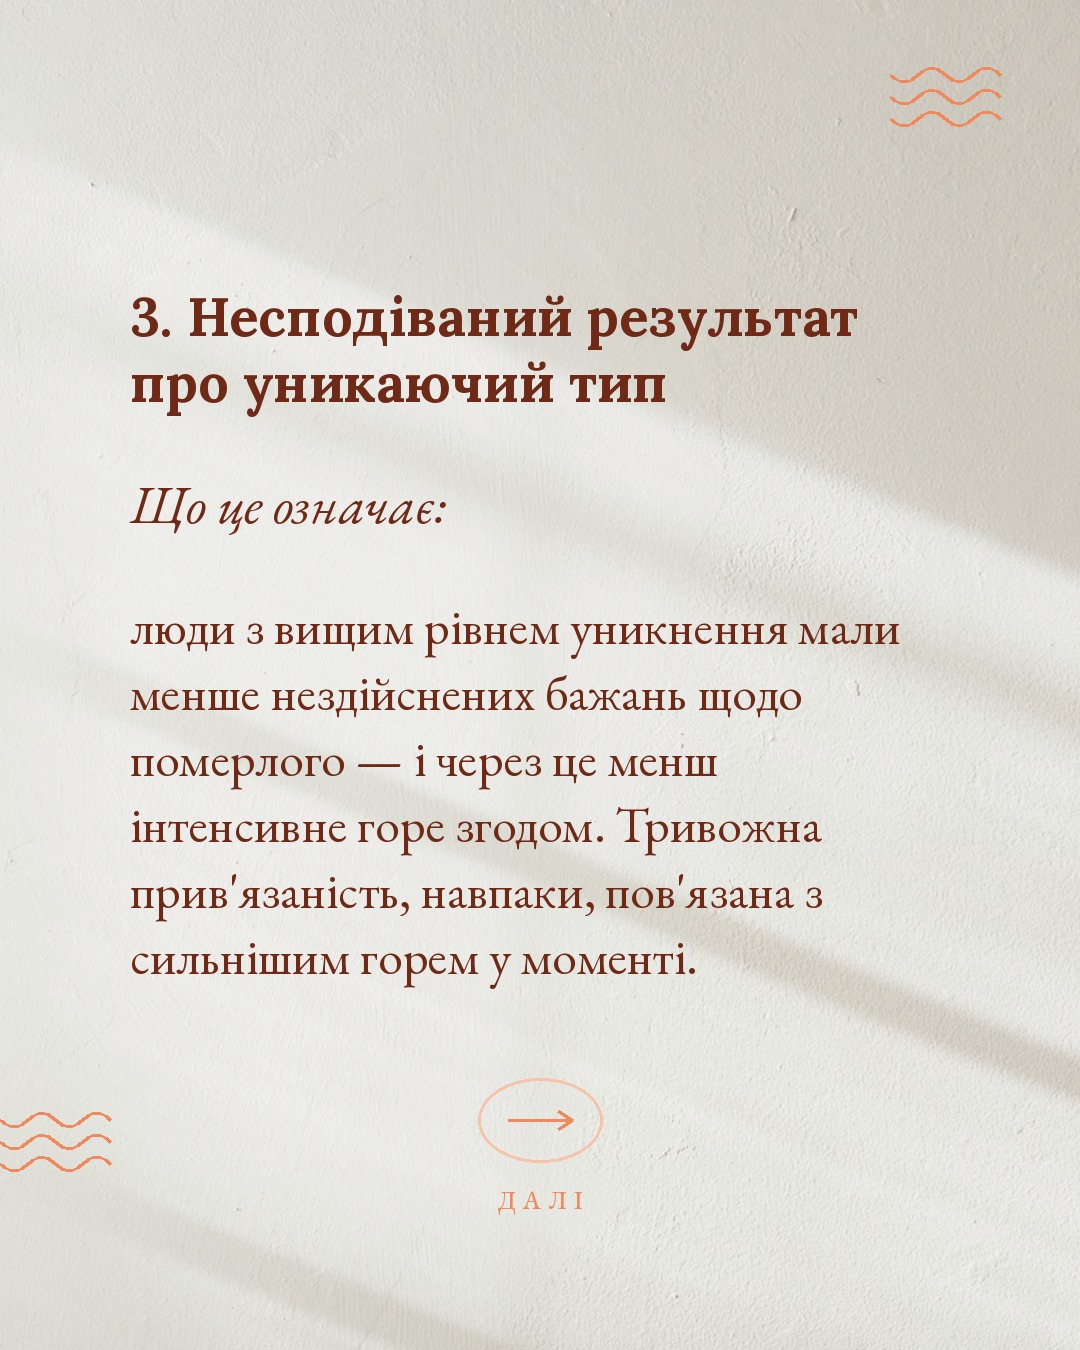 3. Несподіваний результат
про уникаючий тип
Що це означає:
люди з вищим рівнем уникнення мали
менше нездійснених бажань щодо
померлого — і через це менш
інтенсивне горе згодом. Тривожна
прив'язаність, навпаки, пов'язана з
сильнішим горем у моменті.
ДАЛІ